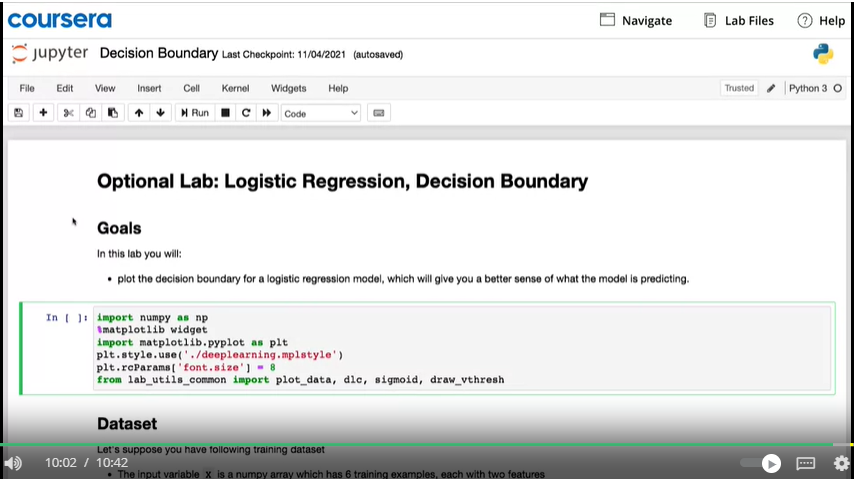 coursera
Navigate Lab Files Help
jupyter Decision Boundary Last Checkpoint: 11/04/2021 (autosaved)
File Edit View Insert Cell Kernel Widgets Help
Trusted Python 3
Run Code
Optional Lab: Logistic Regression, Decision Boundary
Goals
In this lab you will:
• plot the decision boundary for a logistic regression model, which will give you a better sense of what the model is predicting.
In [ ]: import numpy as np
%matplotlib widget
import matplotlib.pyplot as plt
plt.style.use('./deeplearning.mplstyle')
plt.rcParams['font.size'] = 8
from lab_utils_common import plot_data, dlc, sigmoid, draw_vthresh
Dataset
Let's suppose you have following training dataset
10:02 / 10:42
• The input variable X is a numpy array which has 6 training examples, each with two features